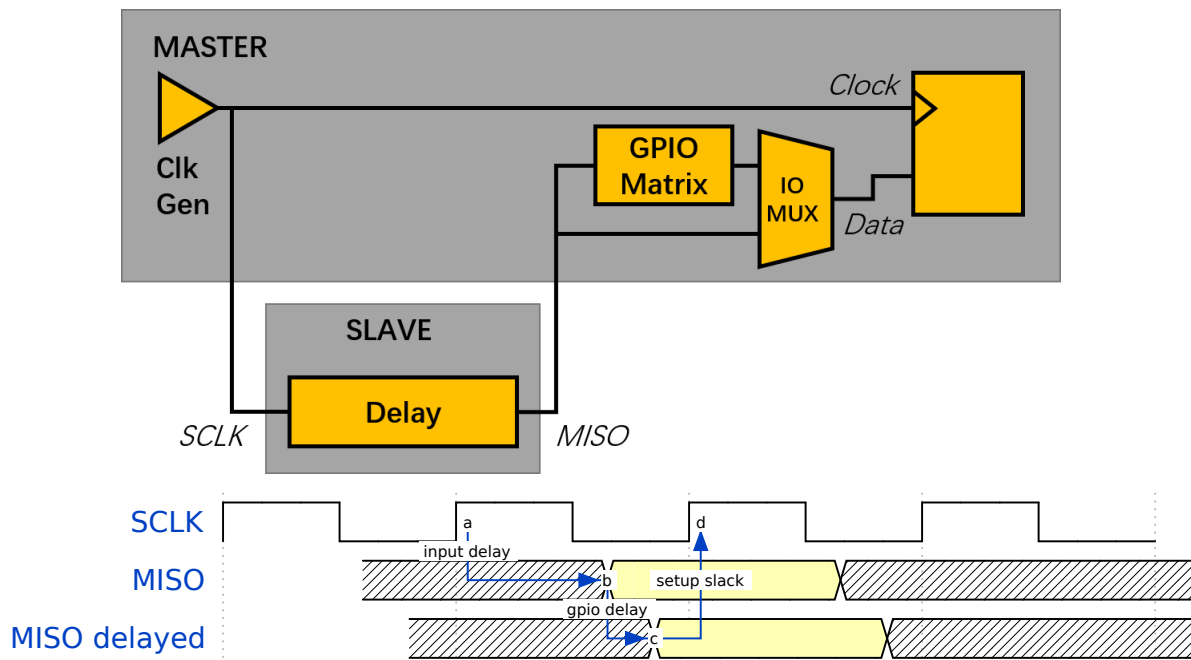 MASTER
Clock
Clk
Gen
GPIO
Matrix
IO
MUX
Data
SLAVE
Delay
SCLK
MISO
SCLK
a
d
input delay
MISO
b
setup slack
gpio delay
MISO delayed
c